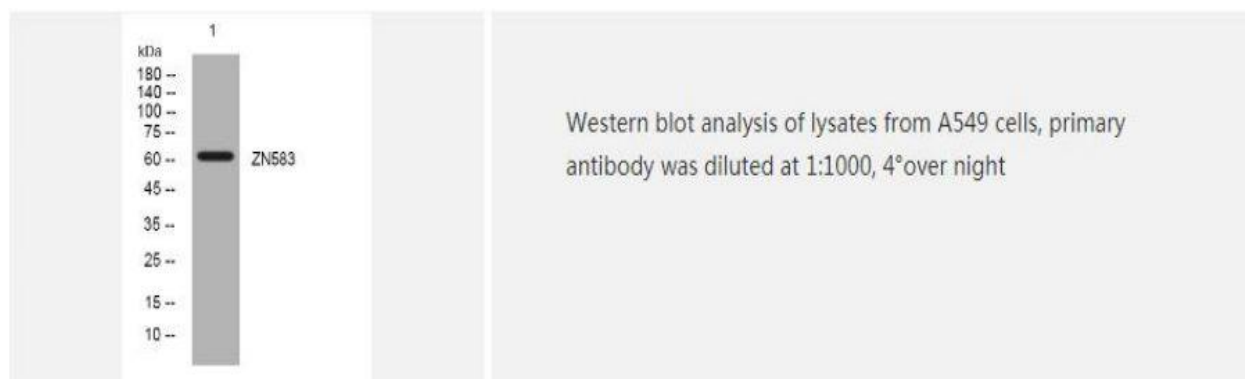 1
kDa
180 --
140 --
100 --
75 --
60 -- ZN583
45 --
35 --
25 --
15 --
10 --
Western blot analysis of lysates from A549 cells, primary
antibody was diluted at 1:1000, 4°over night